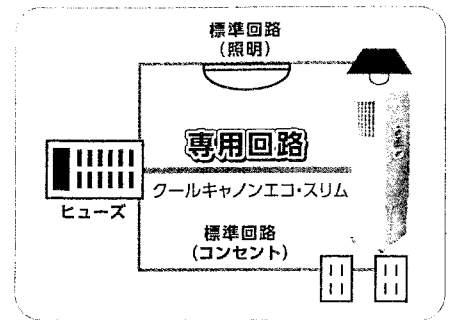 標準回路
(照明)
専用回路
クールキャノンエコ・スリム
ヒューズ
標準回路
(コンセント)